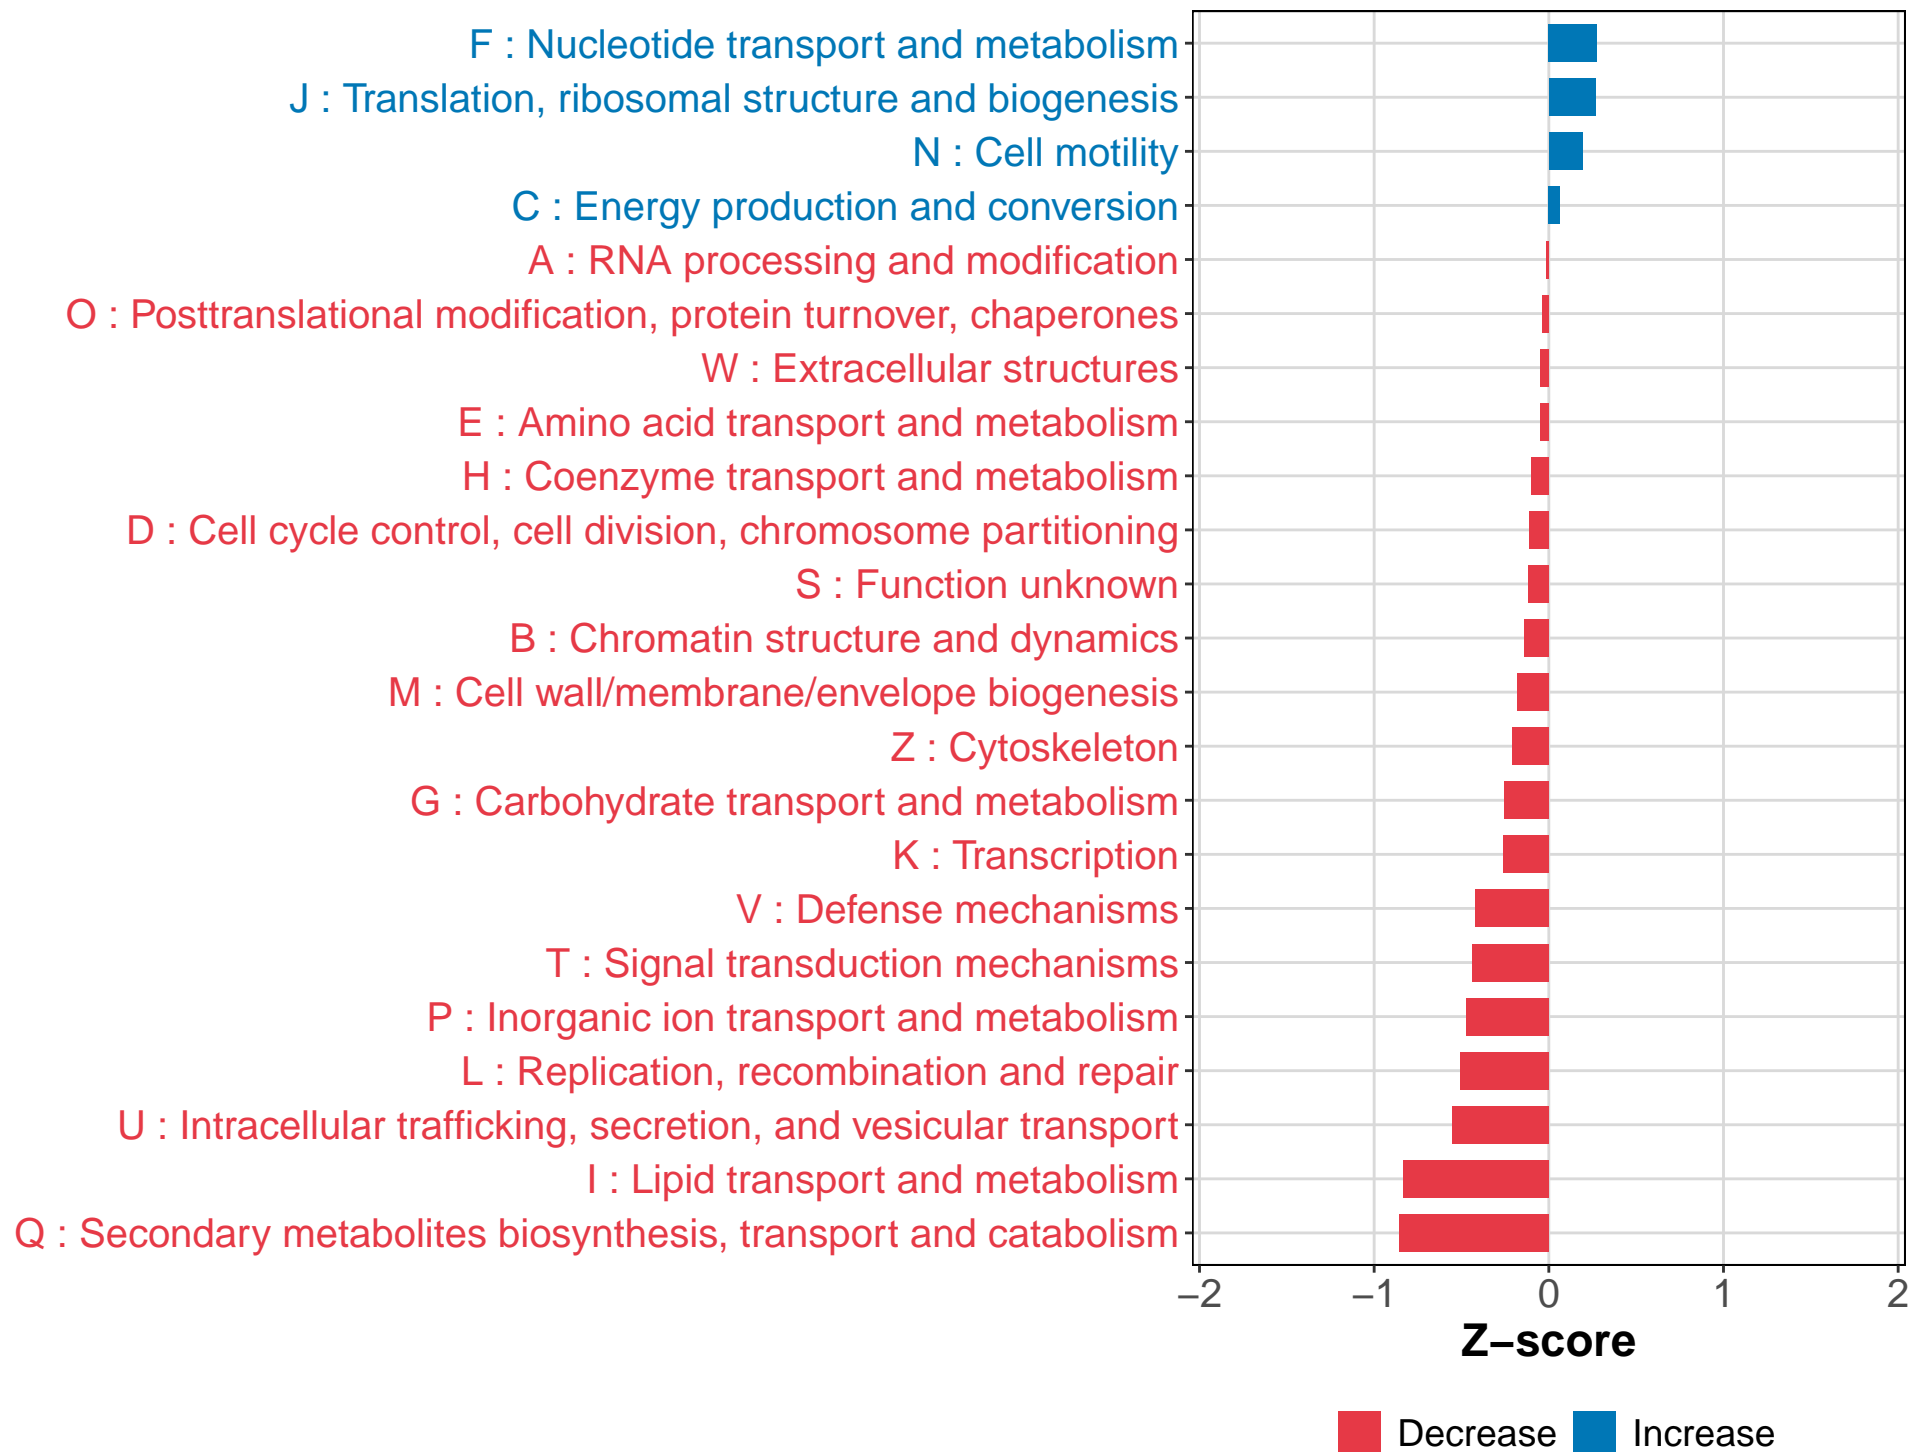 F : Nucleotide transport and metabolism
J : Translation, ribosomal structure and biogenesis
N : Cell motility
C : Energy production and conversion
A : RNA processing and modification
O : Posttranslational modification, protein turnover, chaperones
W : Extracellular structures
E : Amino acid transport and metabolism
H : Coenzyme transport and metabolism
D : Cell cycle control, cell division, chromosome partitioning
S : Function unknown
B : Chromatin structure and dynamics
M : Cell wall/membrane/envelope biogenesis
Z : Cytoskeleton
G : Carbohydrate transport and metabolism
K : Transcription
V : Defense mechanisms
T : Signal transduction mechanisms
P : Inorganic ion transport and metabolism
L : Replication, recombination and repair
U : Intracellular trafficking, secretion, and vesicular transport
I : Lipid transport and metabolism
Q : Secondary metabolites biosynthesis, transport and catabolism
−2 −1 0 1 2
Z−score
Decrease Increase